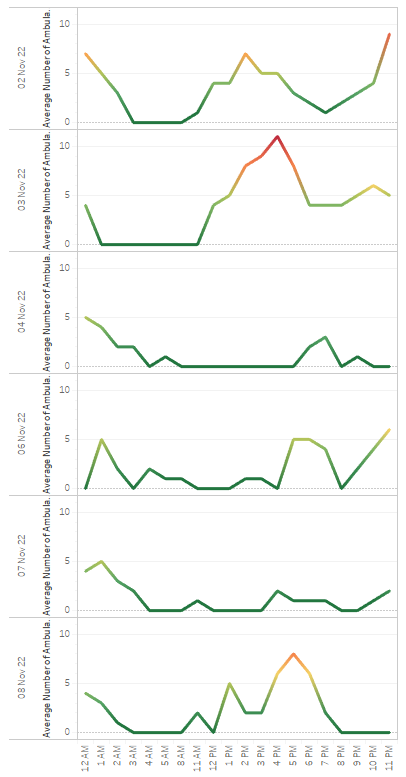 02 Nov 22
Average Number of Ambula.
10
5
0
03 Nov 22
Average Number of Ambula.
10
5
0
04 Nov 22
Average Number of Ambula.
10
5
0
06 Nov 22
Average Number of Ambula.
10
5
0
07 Nov 22
Average Number of Ambula.
10
5
0
08 Nov 22
Average Number of Ambula.
10
5
0
12 AM
1 AM
2 AM
3 AM
4 AM
5 AM
8 AM
11 AM
12 PM
1 PM
2 PM
3 PM
4 PM
5 PM
6 PM
7 PM
8 PM
9 PM
10 PM
11 PM